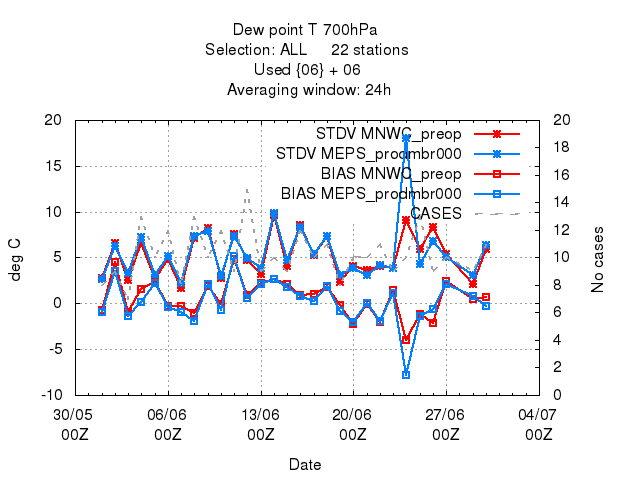 Dew point T 700hPa
Selection: ALL 22 stations
Used {06} + 06
Averaging window: 24h
STDV MNWC_preop
STDV MEPS_prodmbr000
BIAS MNWC_preop
BIAS MEPS_prodmbr000
CASES
20
15
10
5
0
-5
-10
deg C
20
18
16
14
12
10
8
6
4
2
0
No cases
30/05 06/06 13/06 20/06 27/06 04/07
00Z 00Z 00Z 00Z 00Z 00Z
Date